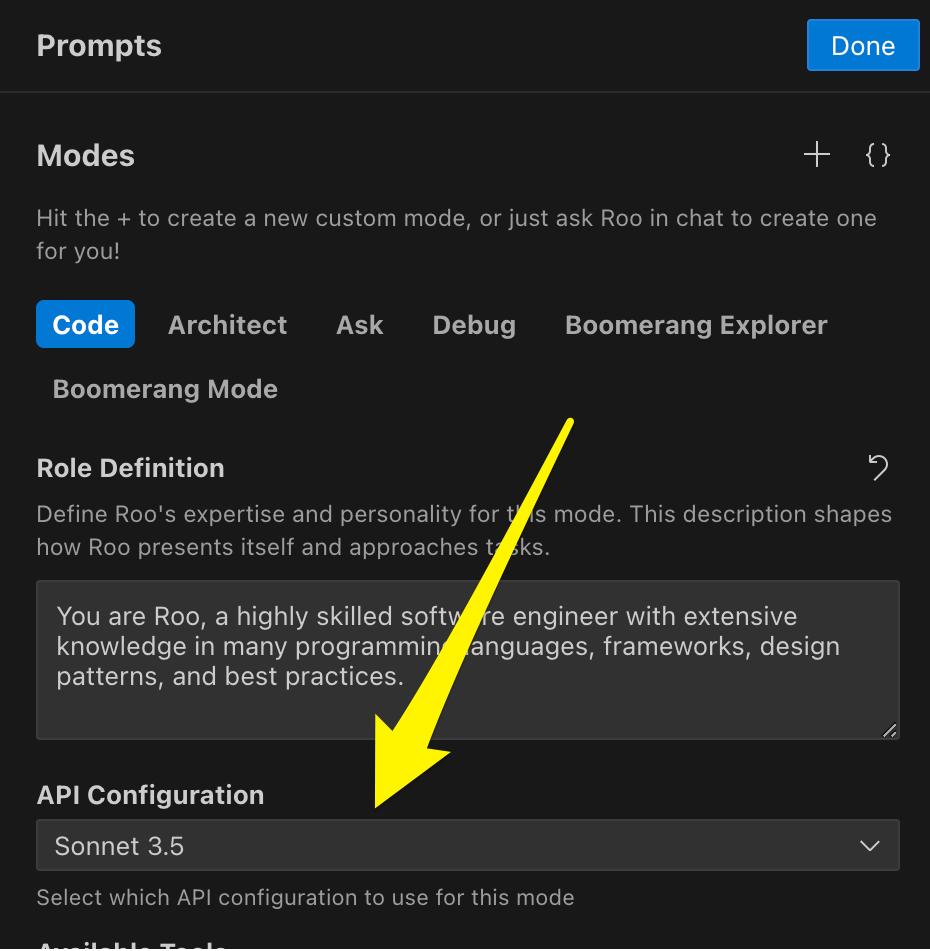 Prompts
Done
Modes
Hit the + to create a new custom mode, or just ask Roo in chat to create one
for you!
Code
Architect
Ask
Debug
Boomerang Explorer
Boomerang Mode
Role Definition
Define Roo's expertise and personality for this mode. This description shapes
how Roo presents itself and approaches tasks.
You are Roo, a highly skilled software engineer with extensive
knowledge in many programming languages, frameworks, design
patterns, and best practices.
API Configuration
Sonnet 3.5
Select which API configuration to use for this mode
Available Tools